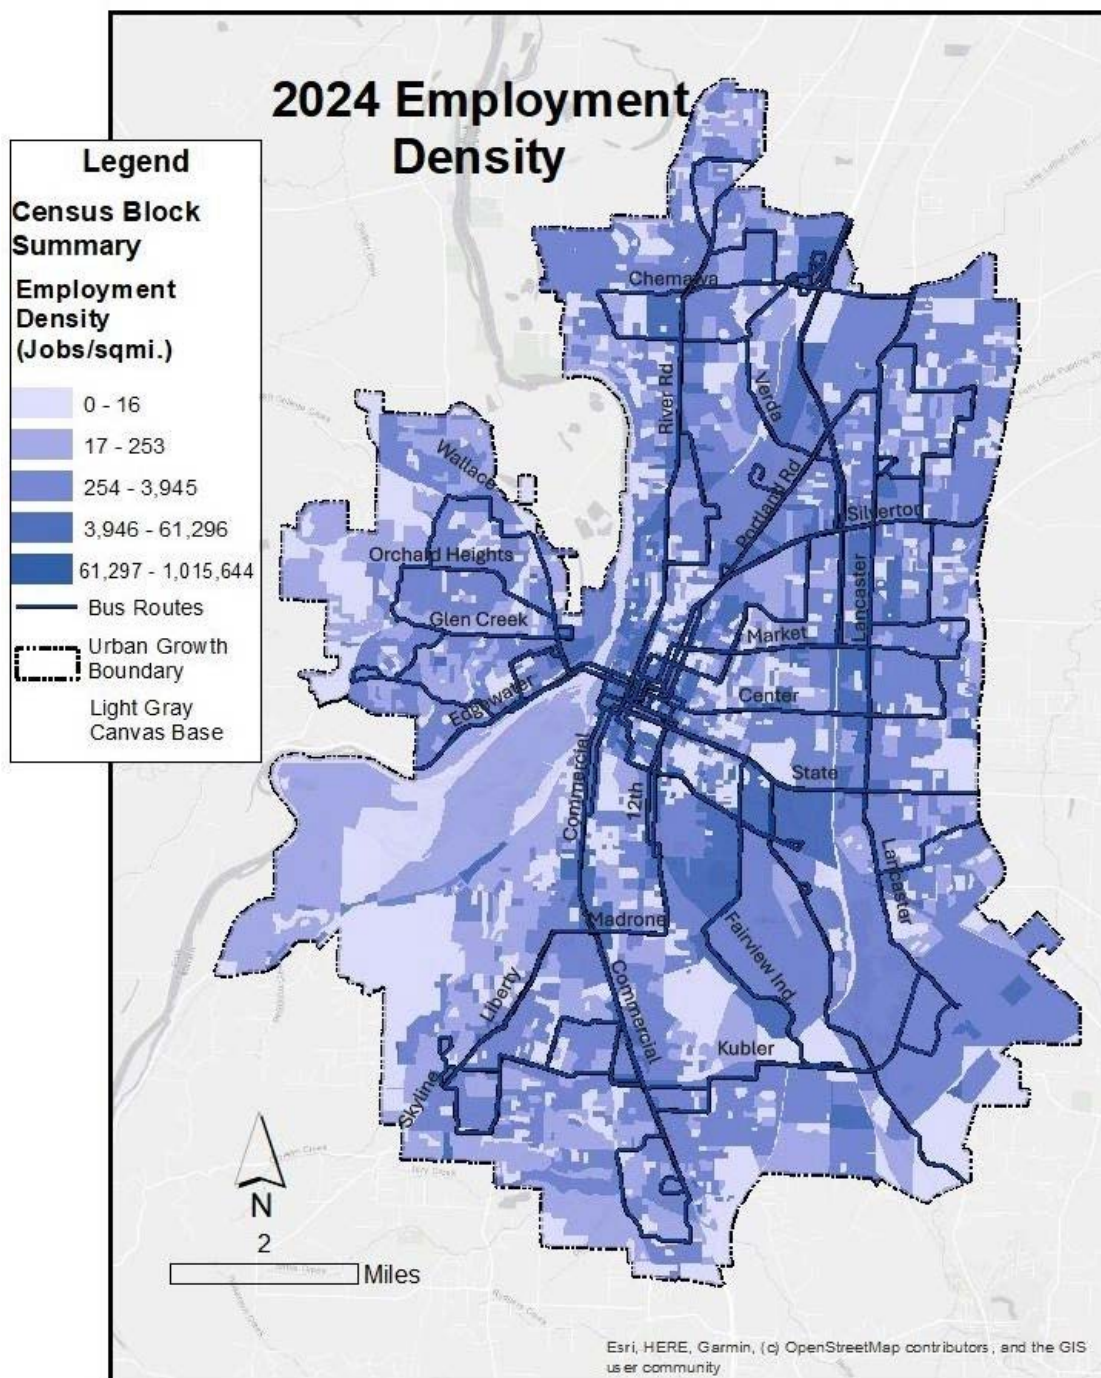 2024 Employment
Density
Legend
Census Block
Summary
Employment
Density
(Jobs/sqmi.)
0 - 16
17 - 253
254 - 3,945
3,946 - 61,296
61,297 - 1,015,644
Bus Routes
Urban Growth
Boundary
Light Gray
Canvas Base
Chemawa
River Rd
Verda
Wallace
Portland Rd
Silverton
Orchard Heights
Lancaster
Glen Creek
Market
Center
Edgewater
State
Commercial
12th
Lancaster
Madrone
Fairview Ind
Liberty
Commercial
Kubler
Skyline
N
2
Miles
Esri, HERE, Garmin, (c) OpenStreetMap contributors, and the GIS
user community